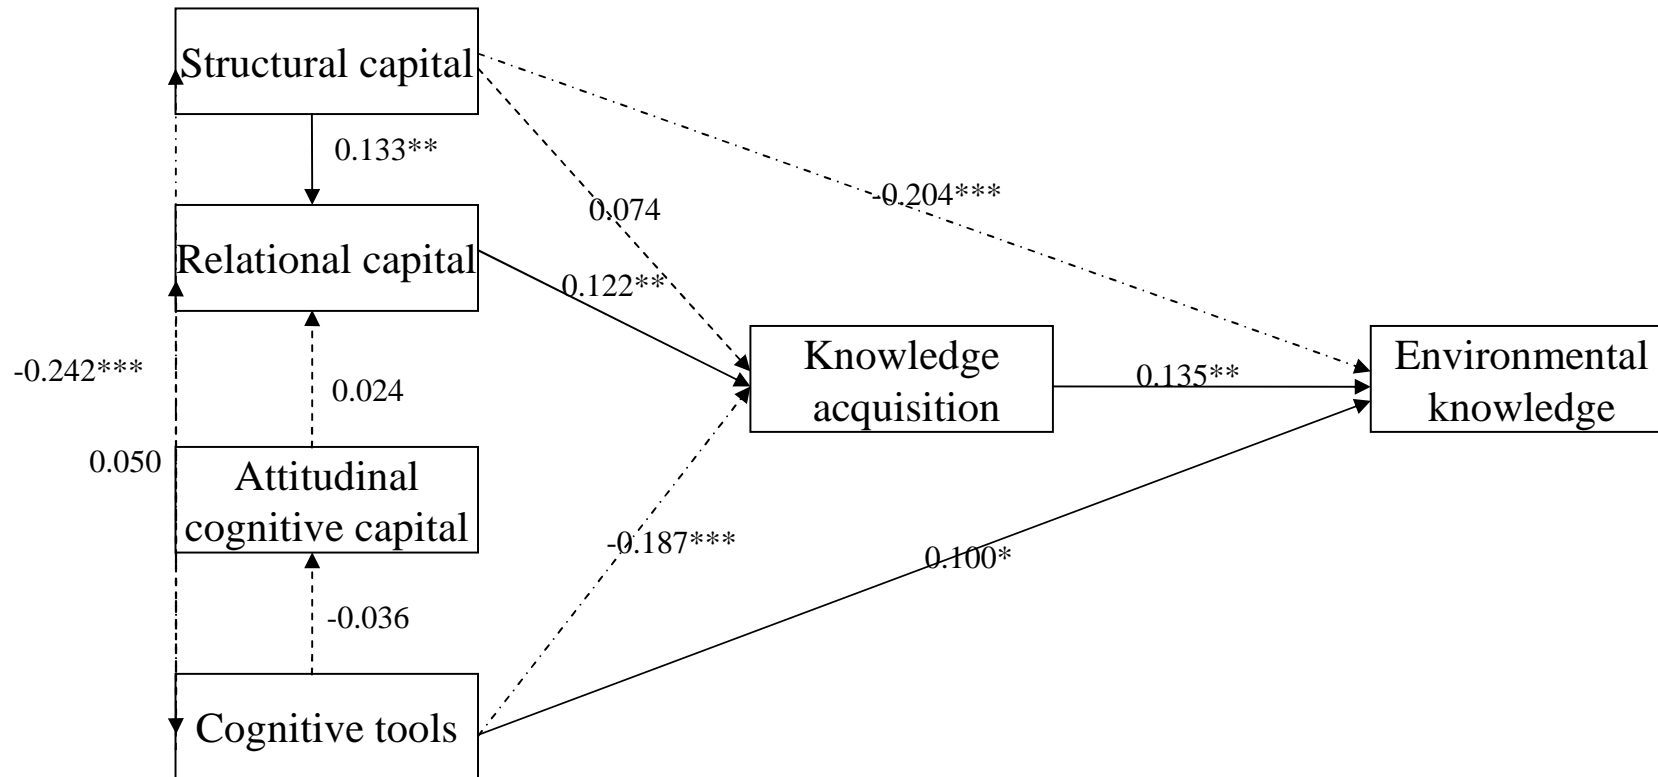 Structural capital
0.133**
-0.204***
0.074
Relational capital
0.122**
-0.242***
0.024
Knowledge
acquisition
0.135**
Environmental
knowledge
0.050
Attitudinal
cognitive capital
-0.187***
0.100*
-0.036
Cognitive tools